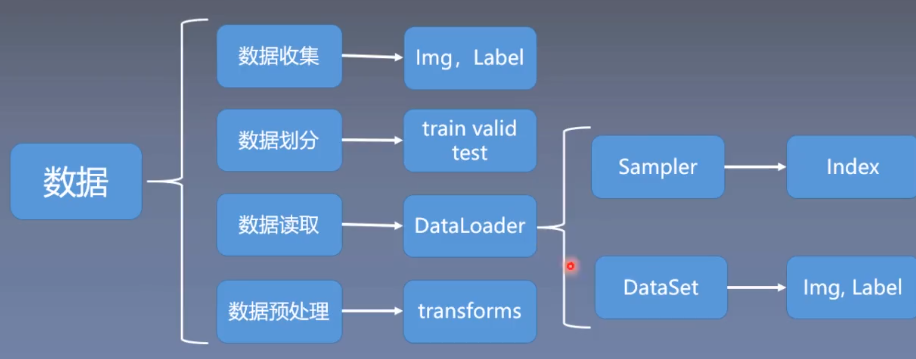 数据
数据收集
Img，Label
数据划分
train valid
test
数据读取
DataLoader
Sampler
Index
DataSet
Img, Label
数据预处理
transforms